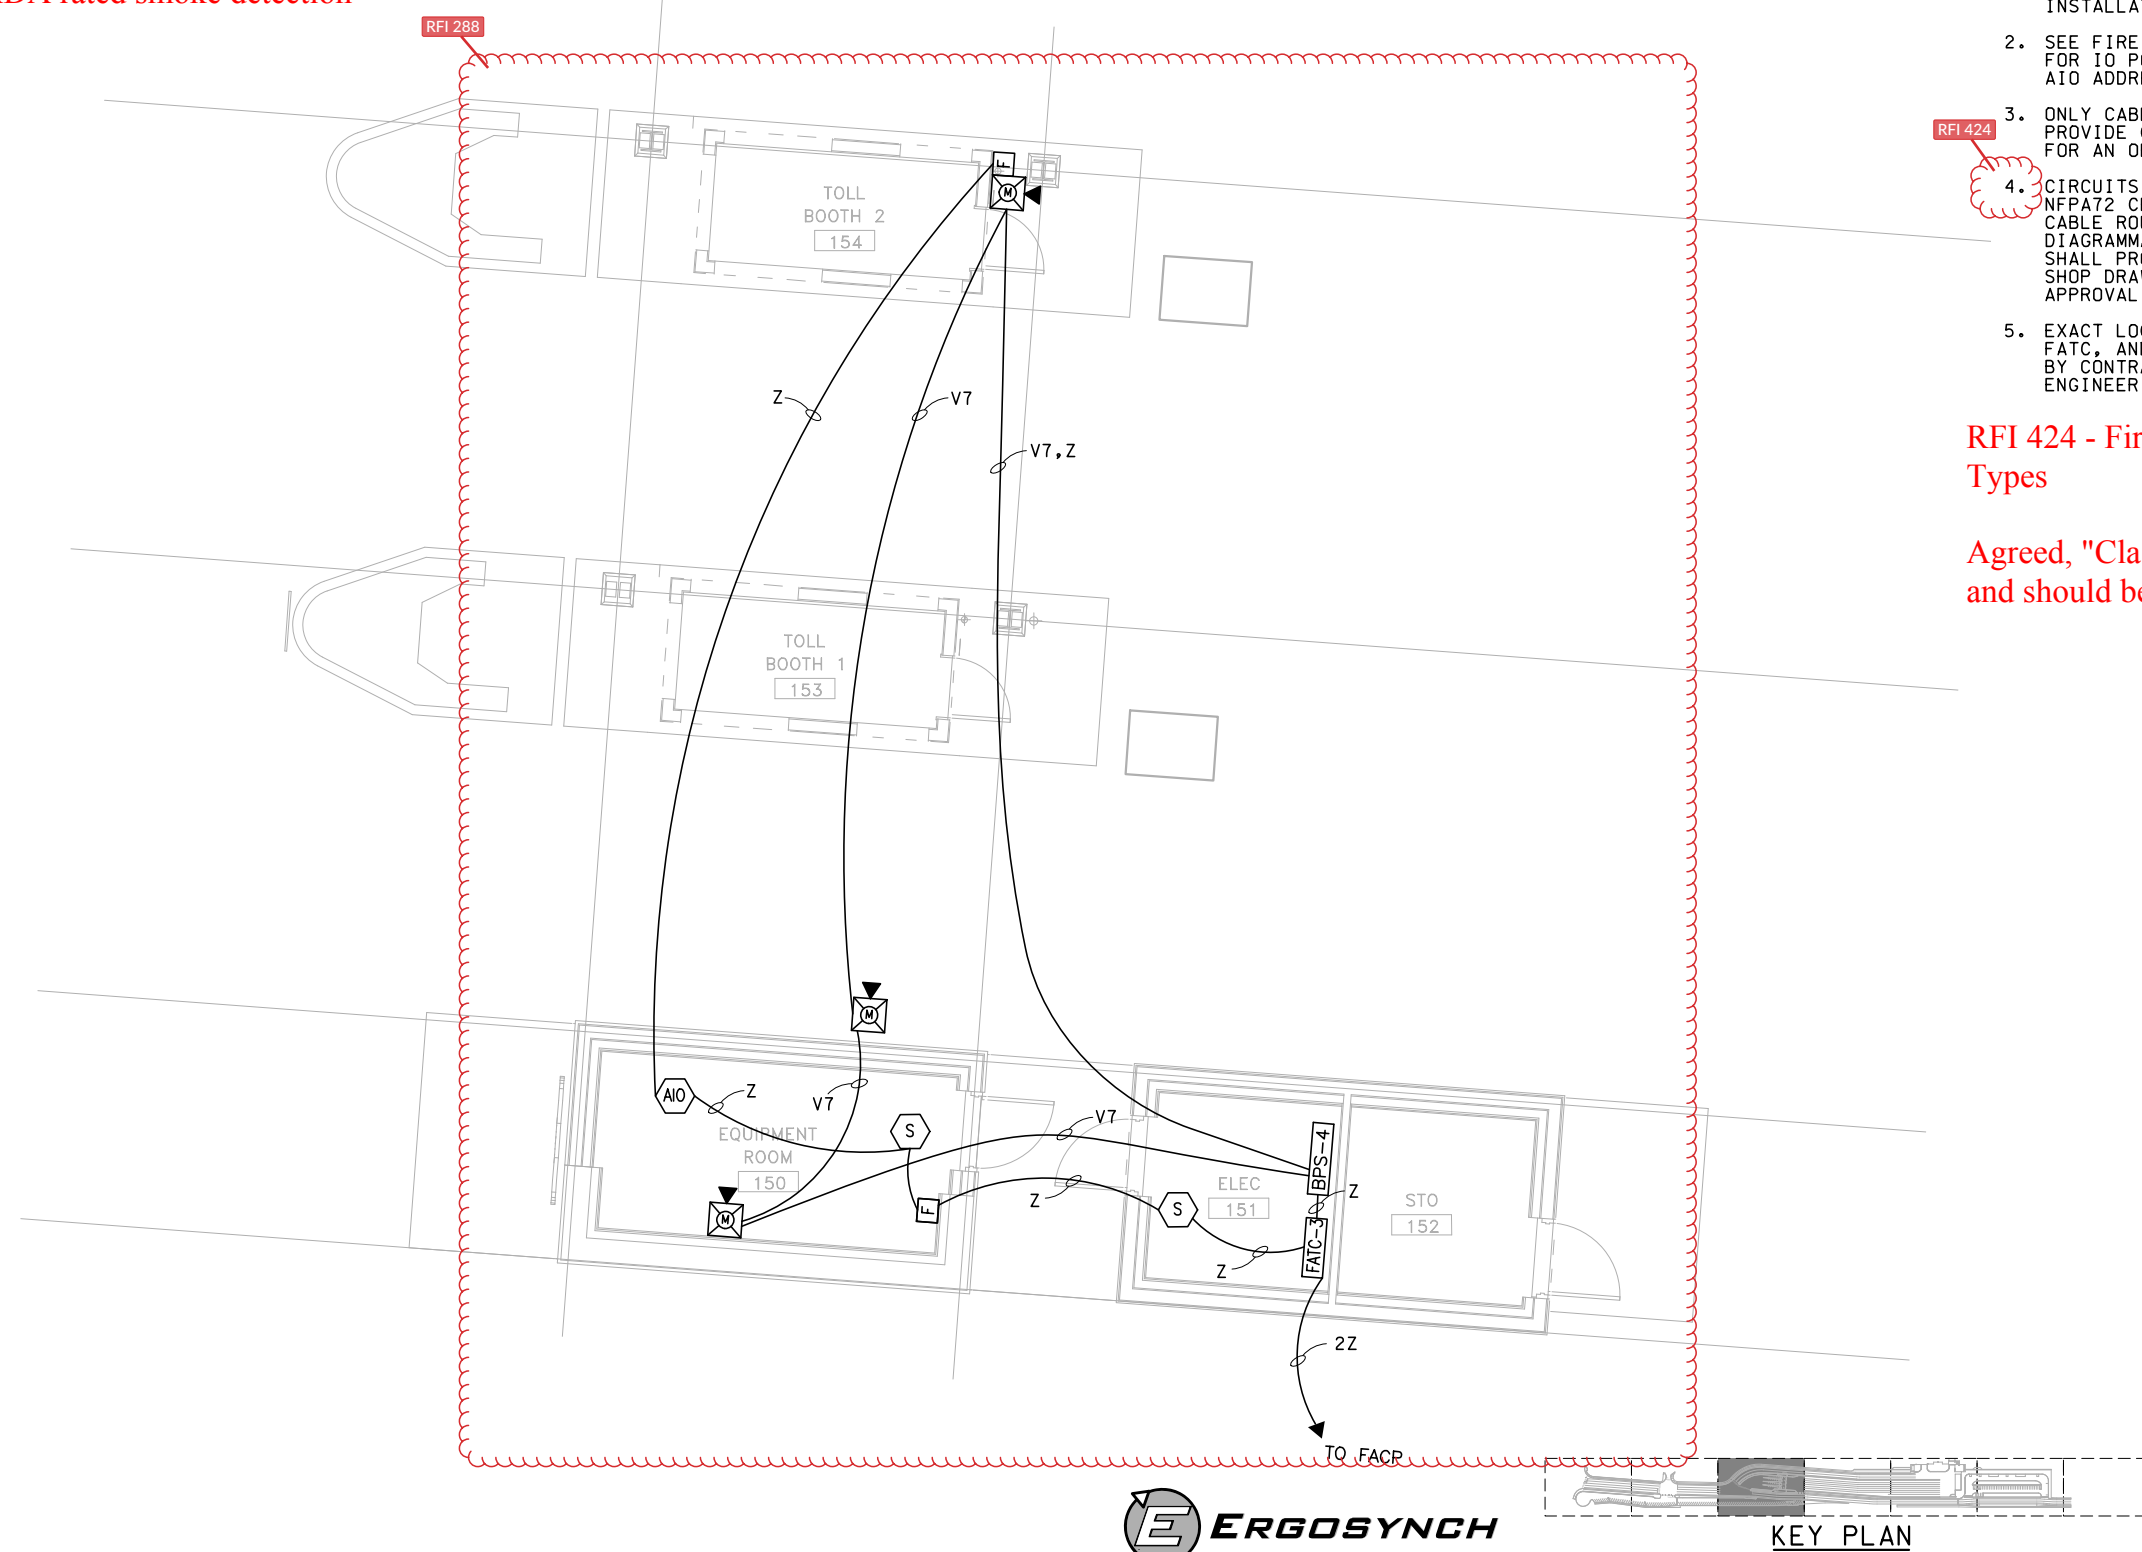 rated smoke detection
RFI 288
INSTALLA
2. SEE FIRE
FOR IO P
AIO ADDR
3. ONLY CAB
PROVIDE
FOR AN O
RFI 424
4. CIRCUITS
NFPA72 C
CABLE RO
DIAGRAMM
SHALL PR
SHOP DRA
APPROVAL
5. EXACT LO
FATC, AN
BY CONTR
ENGINEER
RFI 424 - Fir
Types
Agreed, "Cla
and should be
F
M
TOLL
BOOTH 2
154
Z
V7
V7,Z
TOLL
BOOTH 1
153
M
AIO
Z
V7
S
V7
EQUIPMENT
ROOM
150
M
F
Z
S
ELEC
151
BPS-4
Z
FATC-3
Z
STO
152
2Z
TO FACP
E ERGOSYNCH
KEY PLAN